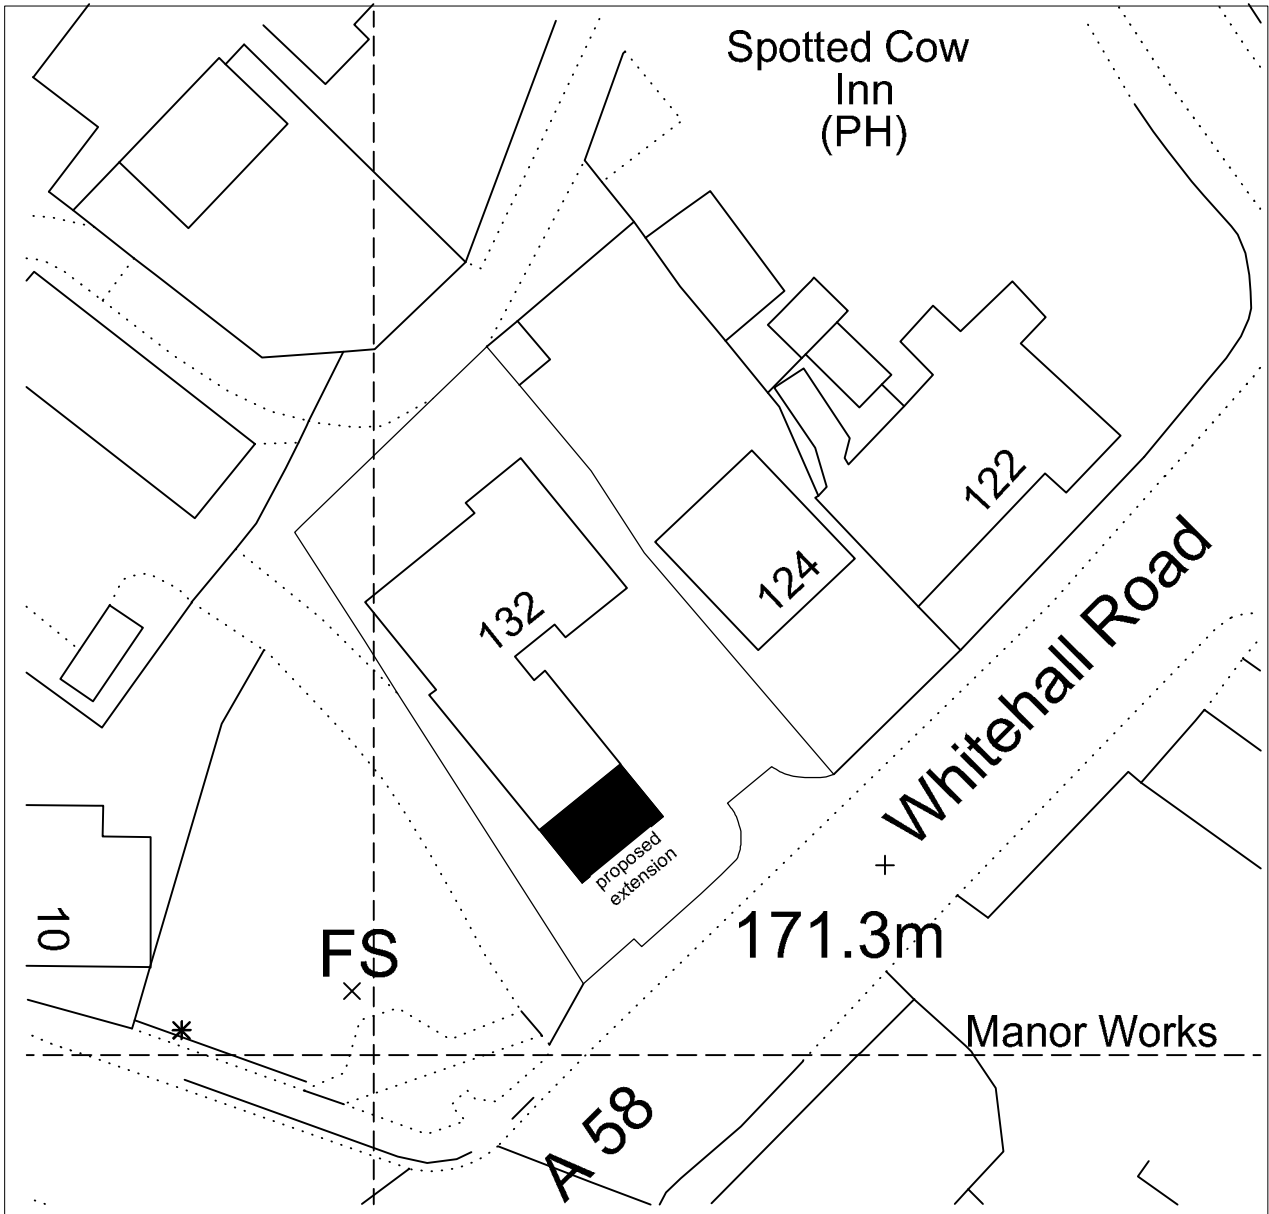 Spotted Cow
Inn
(PH)
122
124
132
Whitehall Road
proposed
extension
10
FS
171.3m
Manor Works
A 58